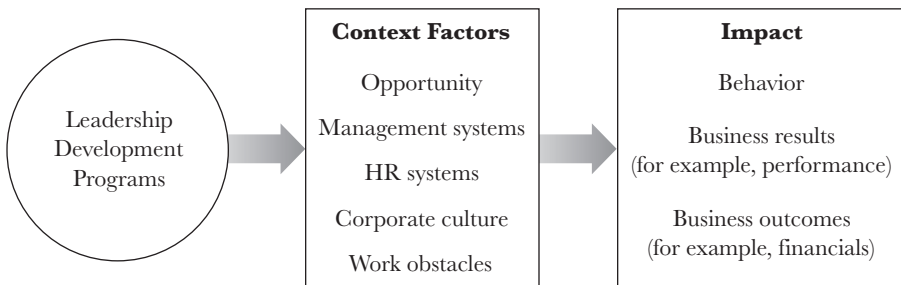 Leadership
Development
Programs
Context Factors
Opportunity
Management systems
HR systems
Corporate culture
Work obstacles
Impact
Behavior
Business results
(for example, performance)
Business outcomes
(for example, financials)